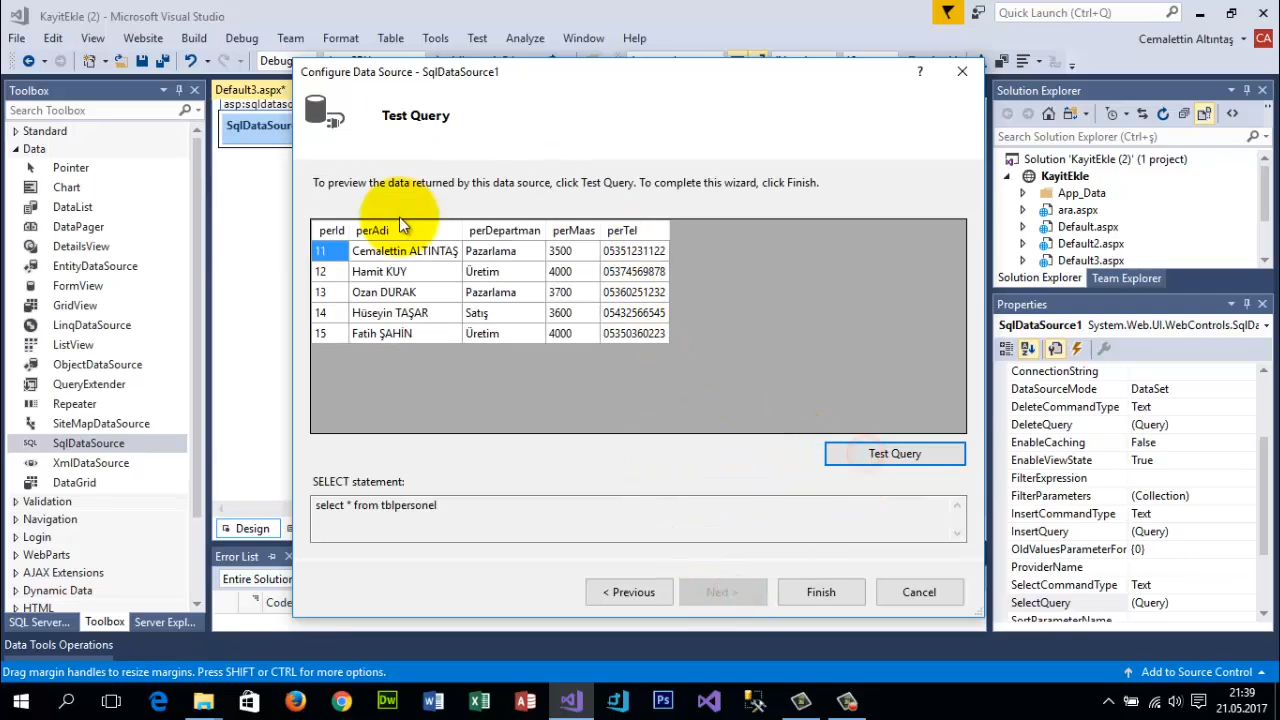 KayitEkle (2) - Microsoft Visual Studio
Quick Launch (Ctrl+Q)
File Edit View Website Build Debug Team Format Table Tools Test Analyze Window Help
Cemalettin Altıntaş CA
Debug
Toolbox
Search Toolbox
Standard
Data
Pointer
Chart
DataList
DataPager
DetailsView
EntityDataSource
FormView
GridView
LinqDataSource
ListView
ObjectDataSource
QueryExtender
Repeater
SiteMapDataSource
SQL SqlDataSource
XmlDataSource
DataGrid
Validation
Navigation
Login
WebParts
AJAX Extensions
Dynamic Data
HTML
SQL Server... Toolbox Server Expl...
Data Tools Operations
Default3.aspx*
asp:sqldataso
SqlDataSour
Design
Error List
Entire Solution
Code
Configure Data Source - SqlDataSource1
Test Query
To preview the data returned by this data source, click Test Query. To complete this wizard, click Finish.
perId perAdi perDepartman perMaas perTel
11 Cemalettin ALTINTAŞ Pazarlama 3500 05351231122
12 Hamit KUY Üretim 4000 05374569878
13 Ozan DURAK Pazarlama 3700 05360251232
14 Hüseyin TAŞAR Satış 3600 05432566545
15 Fatih ŞAHİN Üretim 4000 05350360223
Test Query
SELECT statement:
select * from tblpersonel
< Previous Next > Finish Cancel
Solution Explorer
Search Solution Explorer (Ctrl+ş)
Solution 'KayitEkle (2)' (1 project)
KayitEkle
App_Data
ara.aspx
Default.aspx
Default2.aspx
Default3.aspx
Solution Explorer Team Explorer
Properties
SqlDataSource1 System.Web.UI.WebControls.SqlDa
ConnectionString
DataSourceMode DataSet
DeleteCommandType Text
DeleteQuery (Query)
EnableCaching False
EnableViewState True
FilterExpression
FilterParameters (Collection)
InsertCommandType Text
InsertQuery (Query)
OldValuesParameterFor {0}
ProviderName
SelectCommandType Text
SelectQuery (Query)
SortParameterName
Drag margin handles to resize margins. Press SHIFT or CTRL for more options.
Add to Source Control
21:39
21.05.2017